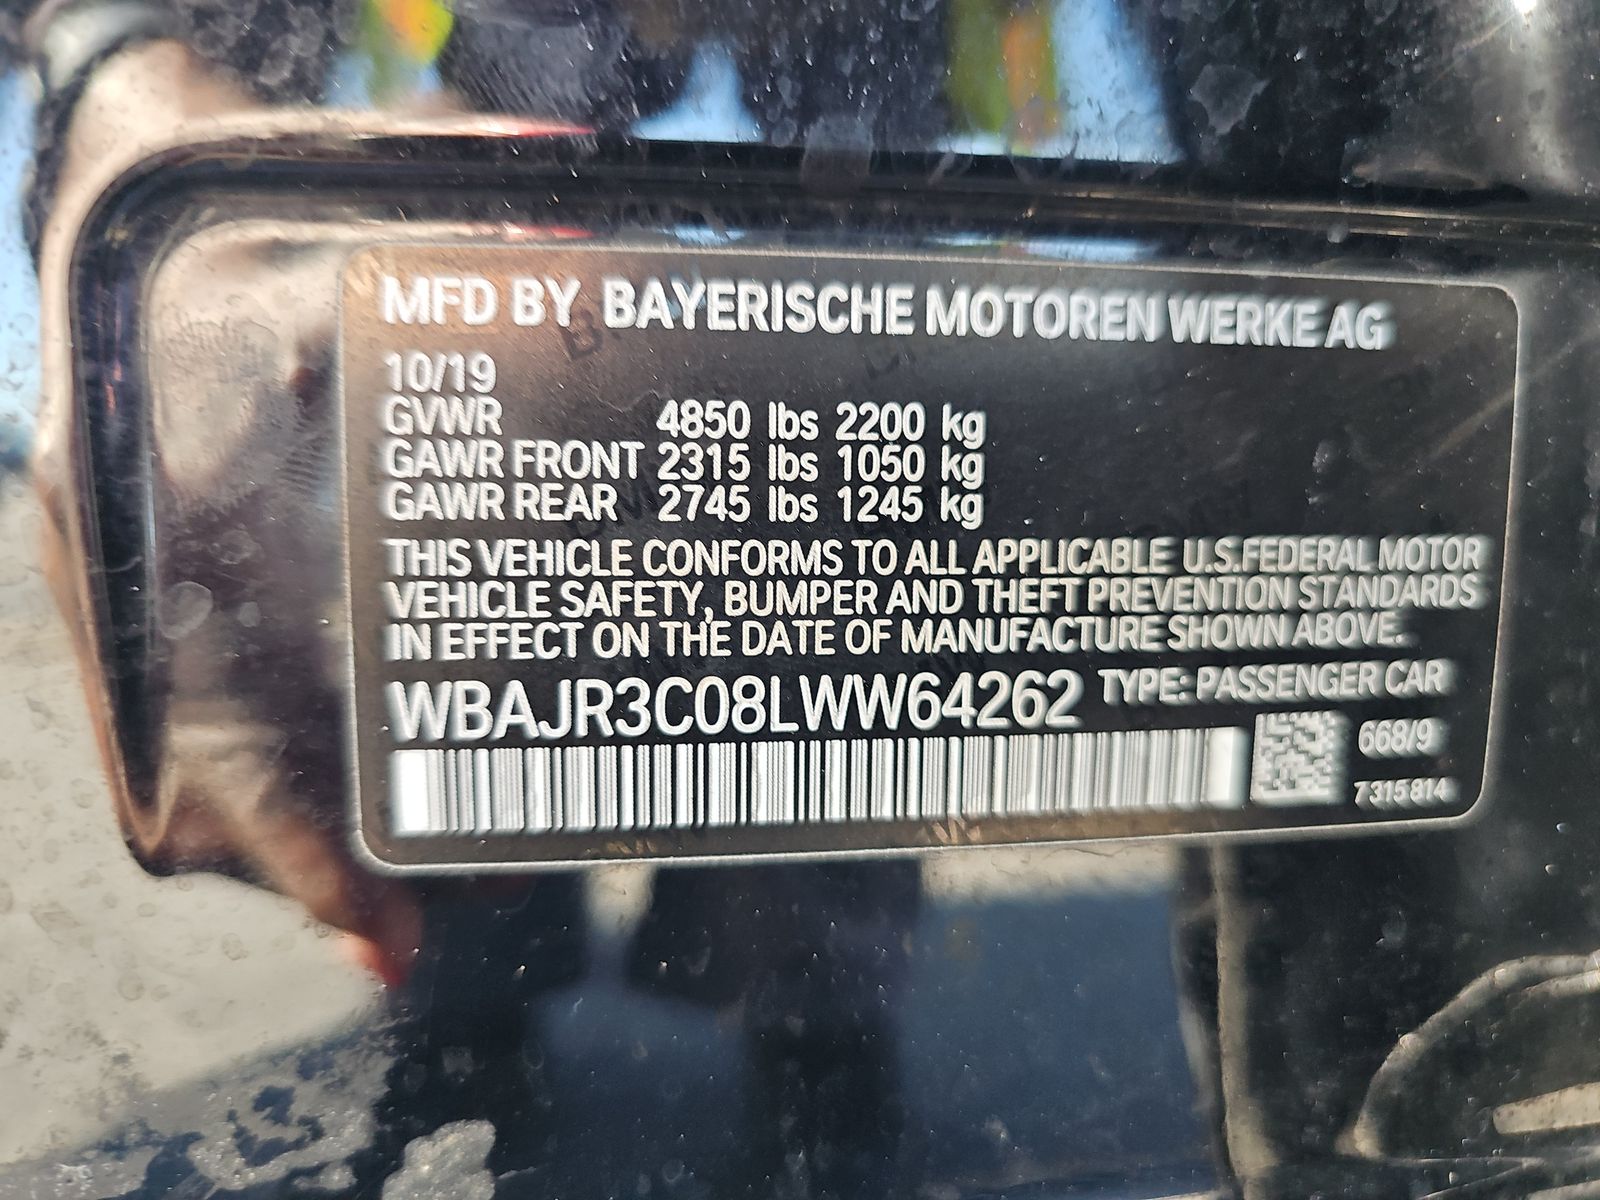 MFD BY BAYERISCHE MOTOREN WERKE AG
10/19
GVWR 4850 lbs 2200 kg
GAWR FRONT 2315 lbs 1050 kg
GAWR REAR 2745 lbs 1245 kg
THIS VEHICLE CONFORMS TO ALL APPLICABLE U.S.FEDERAL MOTOR
VEHICLE SAFETY, BUMPER AND THEFT PREVENTION STANDARDS
IN EFFECT ON THE DATE OF MANUFACTURE SHOWN ABOVE.
WBAJR3C08LWW64262 TYPE: PASSENGER CAR
668/9
7315814